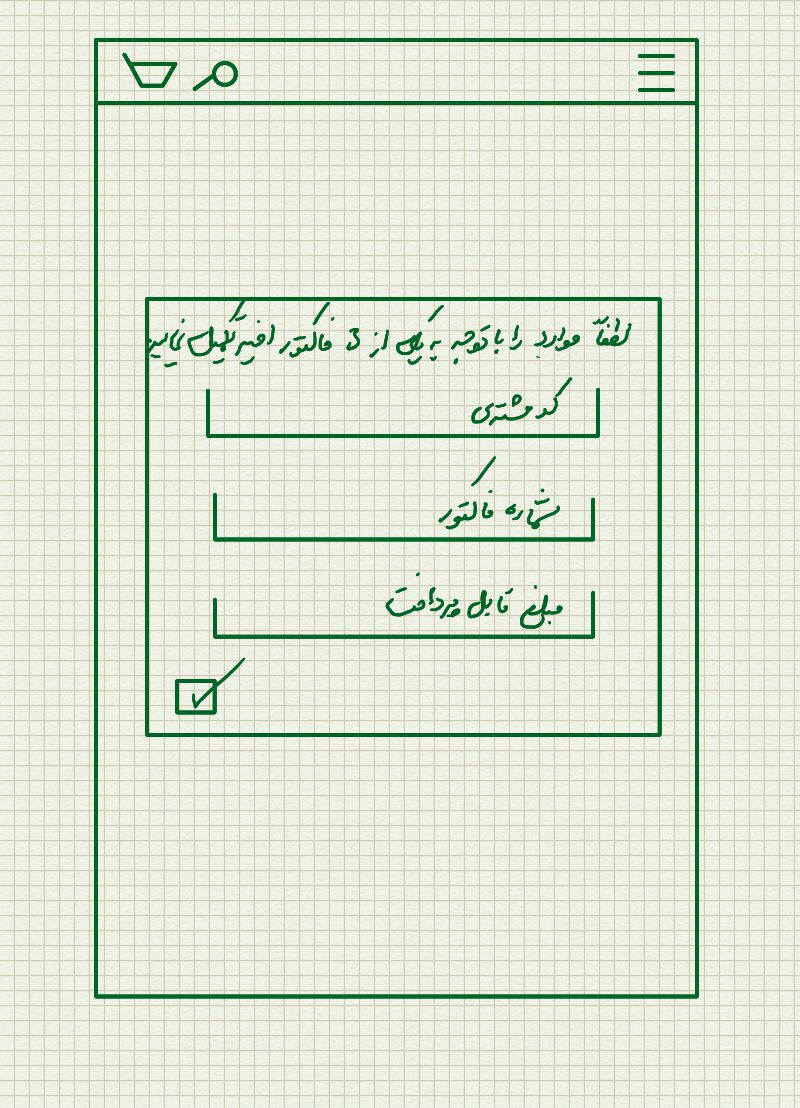 لطفاً موارد را با توجه به یکی از 3 فاکتور اخیر تکمیل نمایید
کد مشتری
شماره فاکتور
مبلغ قابل پرداخت